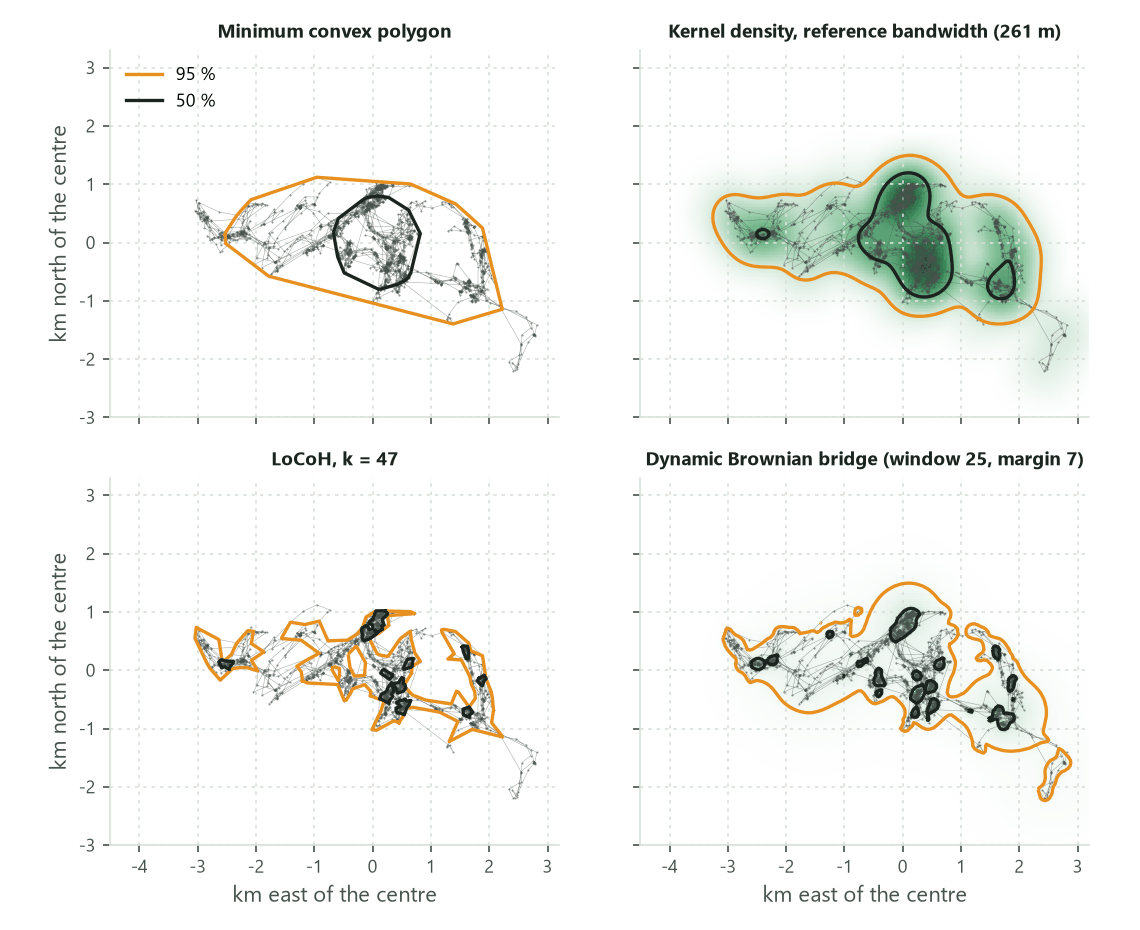 Minimum convex polygon
Kernel density, reference bandwidth (261 m)
95 %
50 %
3
2
1
0
-1
-2
-3
km north of the centre
LoCoH, k = 47
Dynamic Brownian bridge (window 25, margin 7)
3
2
1
0
-1
-2
-3
km north of the centre
-4 -3 -2 -1 0 1 2 3
-4 -3 -2 -1 0 1 2 3
km east of the centre
km east of the centre